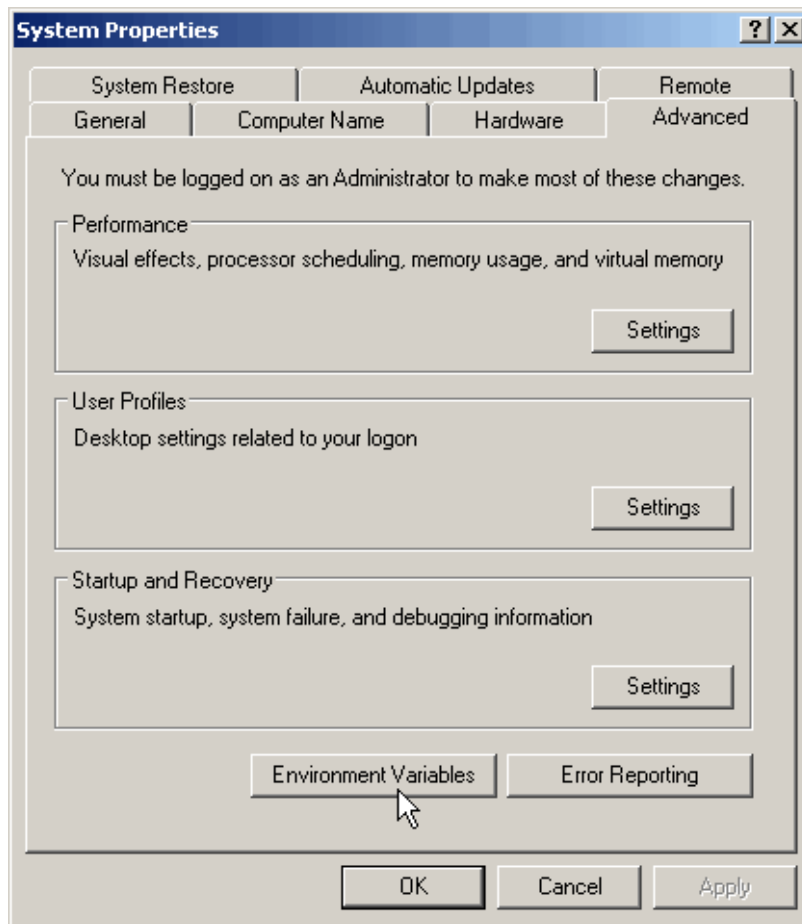 System Properties
System Restore Automatic Updates Remote
General Computer Name Hardware Advanced
You must be logged on as an Administrator to make most of these changes.
Performance
Visual effects, processor scheduling, memory usage, and virtual memory
Settings
User Profiles
Desktop settings related to your logon
Settings
Startup and Recovery
System startup, system failure, and debugging information
Settings
Environment Variables Error Reporting
OK Cancel Apply